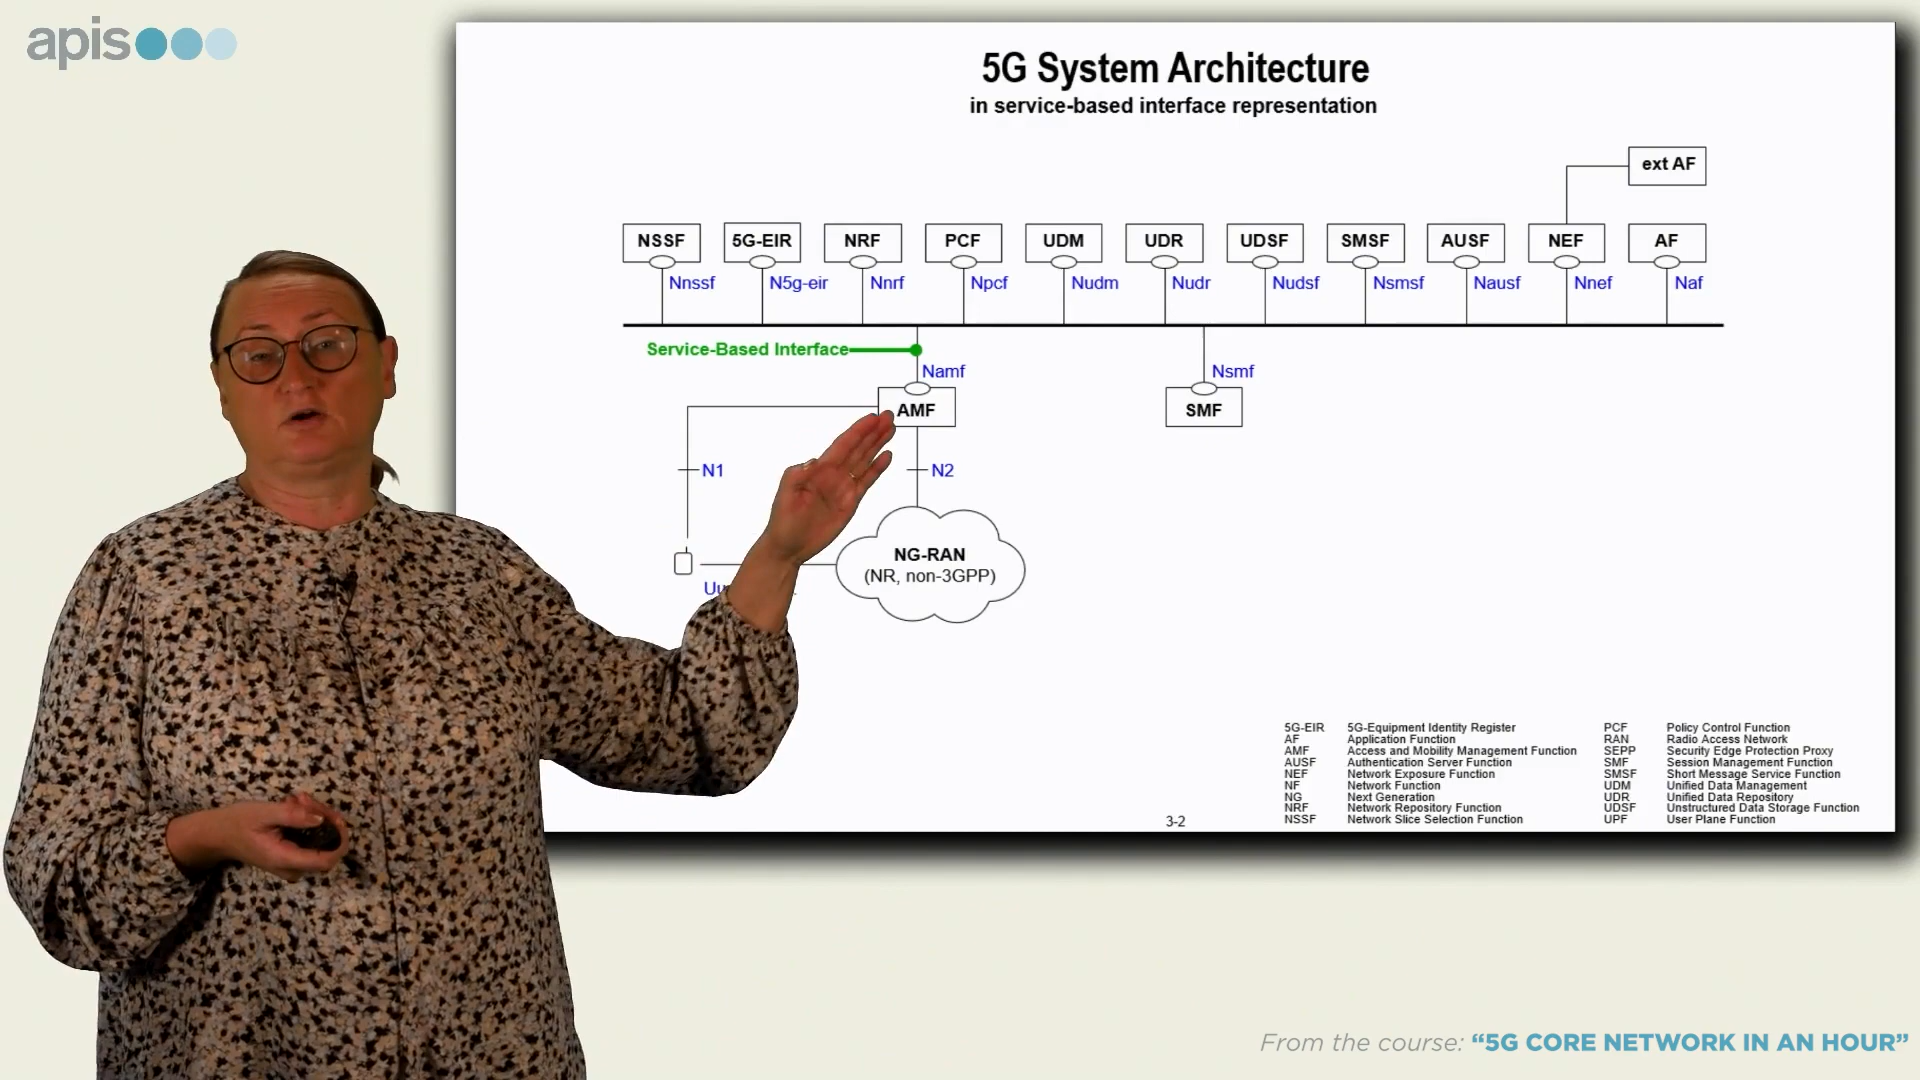 apis
5G System Architecture
in service-based interface representation
ext AF
NSSF 5G-EIR NRF PCF UDM UDR UDSF SMSF AUSF NEF AF
Nnssf N5g-eir Nnrf Npcf Nudm Nudr Nudsf Nsmsf Nausf Nnef Naf
Service-Based Interface
Namf Nsmf
AMF SMF
N1 N2
NG-RAN
(NR, non-3GPP)
5G-EIR 5G-Equipment Identity Register
AF Application Function
AMF Access and Mobility Management Function
AUSF Authentication Server Function
NEF Network Exposure Function
NF Network Function
NG Next Generation
NRF Network Repository Function
NSSF Network Slice Selection Function
PCF Policy Control Function
RAN Radio Access Network
SEPP Security Edge Protection Proxy
SMF Session Management Function
SMSF Short Message Service Function
UDM Unified Data Management
UDR Unified Data Repository
UDSF Unstructured Data Storage Function
UPF User Plane Function
3-2
From the course: “5G CORE NETWORK IN AN HOUR”